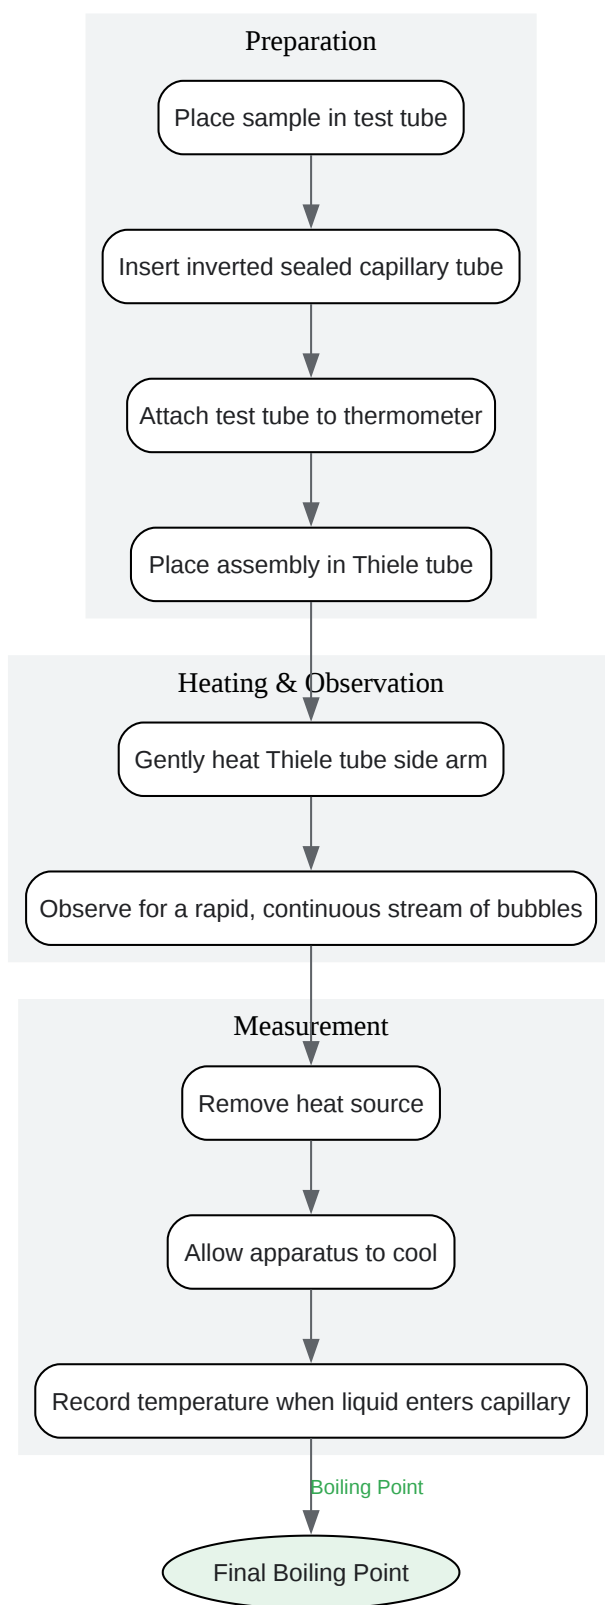 Preparation
Place sample in test tube
Insert inverted sealed capillary tube
Attach test tube to thermometer
Place assembly in Thiele tube
Heating & Observation
Gently heat Thiele tube side arm
Observe for a rapid, continuous stream of bubbles
Measurement
Remove heat source
Allow apparatus to cool
Record temperature when liquid enters capillary
Boiling Point
Final Boiling Point